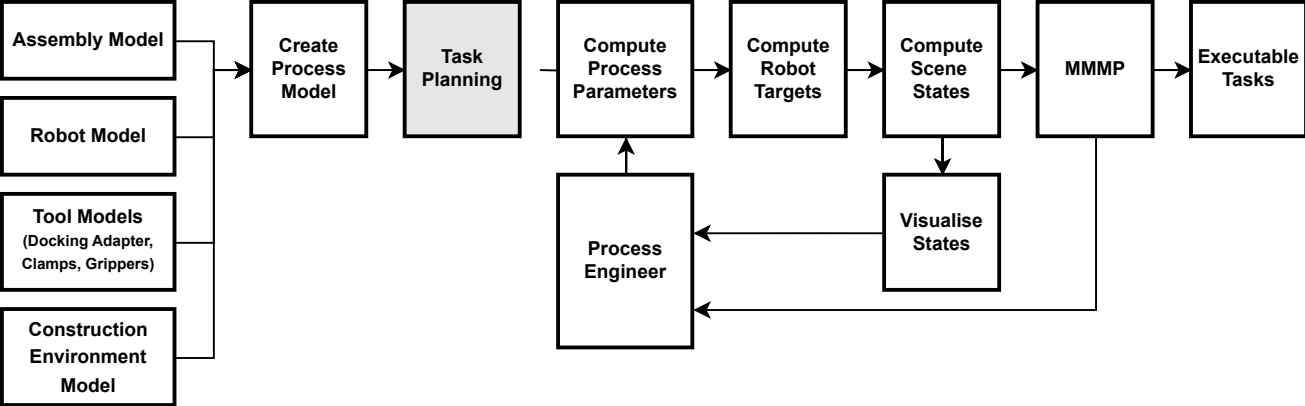 Assembly Model
Robot Model
Tool Models
(Docking Adapter,
Clamps, Grippers)
Construction
Environment
Model
Create
Process
Model
Task
Planning
Compute
Process
Parameters
Compute
Robot
Targets
Compute
Scene
States
MMMP
Executable
Tasks
Process
Engineer
Visualise
States